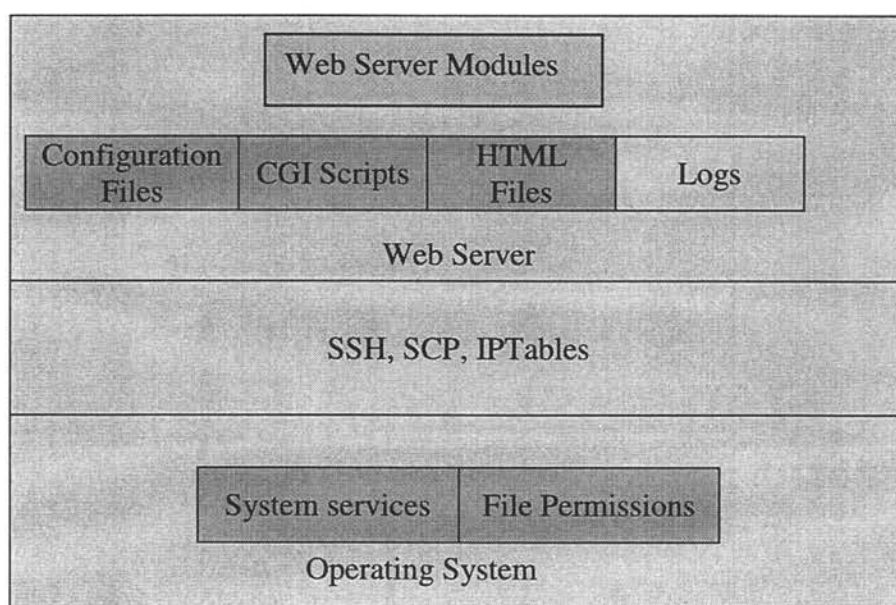 Web Server Modules
Configuration Files
CGI Scripts
HTML Files
Logs
Web Server
SSH, SCP, IPTables
System services
File Permissions
Operating System